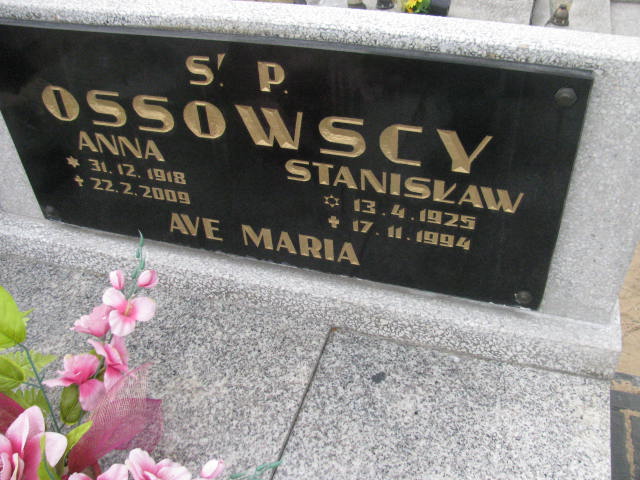 Ś. P.
OSSOWSCY
ANNA
* 31.12.1918
+ 22.2.2009
STANISŁAW
✡ 13.4.1925
+ 17.11.1994
AVE MARIA